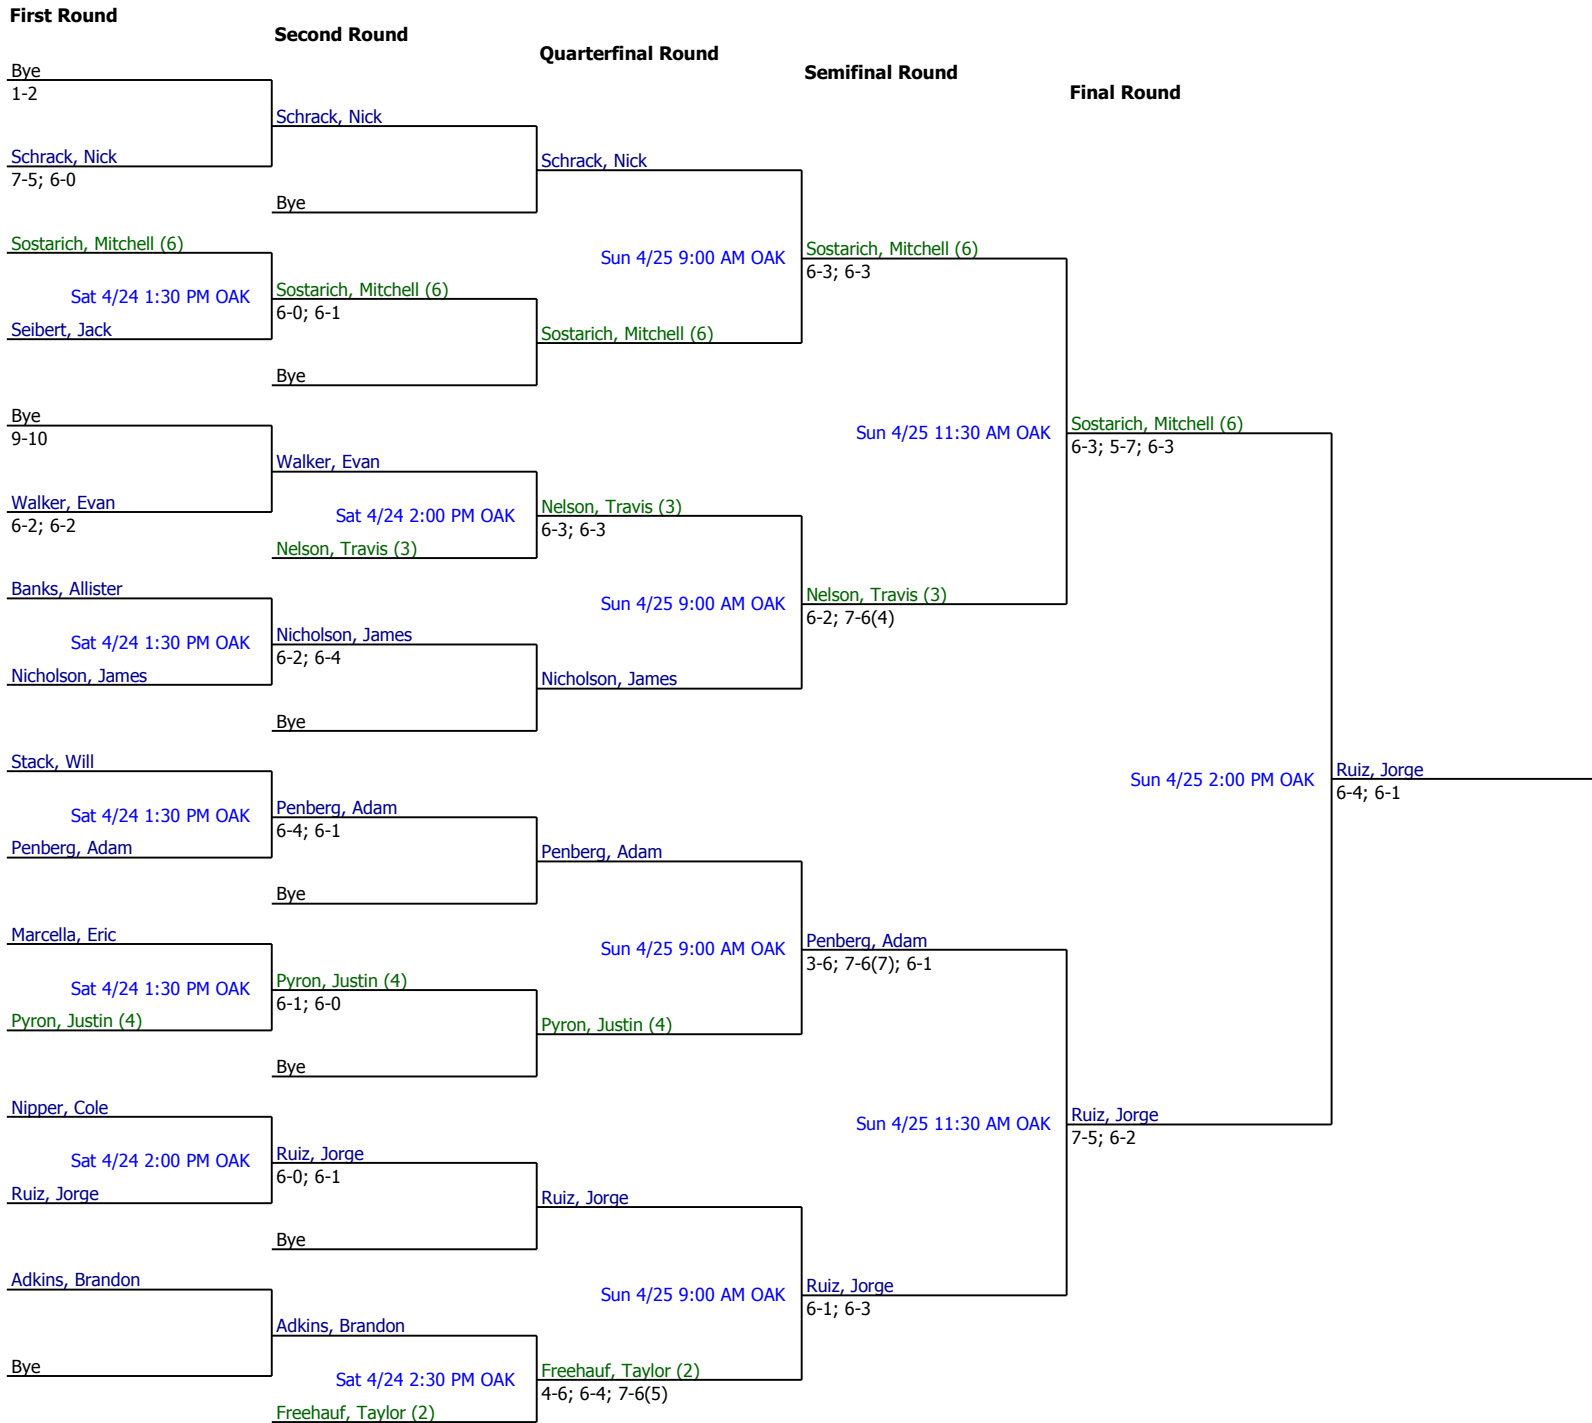 First Round
Second Round
Quarterfinal Round
Semifinal Round
Final Round
Bye
1-2
Schrack, Nick
Schrack, Nick
7-5; 6-0
Schrack, Nick
Bye
Sostarich, Mitchell (6)
Sun 4/25 9:00 AM OAK
Sostarich, Mitchell (6)
6-3; 6-3
Sat 4/24 1:30 PM OAK
Sostarich, Mitchell (6)
6-0; 6-1
Seibert, Jack
Sostarich, Mitchell (6)
Bye
Bye
9-10
Sun 4/25 11:30 AM OAK
Sostarich, Mitchell (6)
6-3; 5-7; 6-3
Walker, Evan
Walker, Evan
6-2; 6-2
Sat 4/24 2:00 PM OAK
Nelson, Travis (3)
6-3; 6-3
Nelson, Travis (3)
Banks, Allister
Sun 4/25 9:00 AM OAK
Nelson, Travis (3)
6-2; 7-6(4)
Sat 4/24 1:30 PM OAK
Nicholson, James
6-2; 6-4
Nicholson, James
Nicholson, James
Bye
Stack, Will
Sun 4/25 2:00 PM OAK
Ruiz, Jorge
6-4; 6-1
Sat 4/24 1:30 PM OAK
Penberg, Adam
6-4; 6-1
Penberg, Adam
Penberg, Adam
Bye
Marcella, Eric
Sun 4/25 9:00 AM OAK
Penberg, Adam
3-6; 7-6(7); 6-1
Sat 4/24 1:30 PM OAK
Pyron, Justin (4)
6-1; 6-0
Pyron, Justin (4)
Pyron, Justin (4)
Bye
Nipper, Cole
Sun 4/25 11:30 AM OAK
Ruiz, Jorge
7-5; 6-2
Sat 4/24 2:00 PM OAK
Ruiz, Jorge
6-0; 6-1
Ruiz, Jorge
Ruiz, Jorge
Bye
Adkins, Brandon
Sun 4/25 9:00 AM OAK
Ruiz, Jorge
6-1; 6-3
Adkins, Brandon
Bye
Sat 4/24 2:30 PM OAK
Freehauf, Taylor (2)
4-6; 6-4; 7-6(5)
Freehauf, Taylor (2)